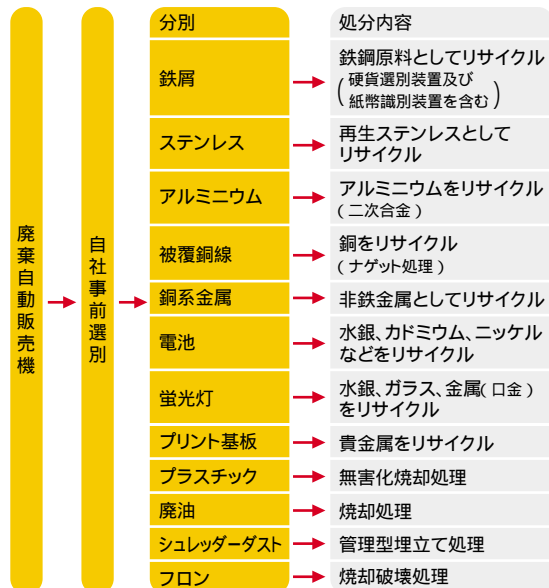 廃棄自動販売機
自社事前選別
分別
処分内容
鉄屑
鉄鋼原料としてリサイクル
(硬貨選別装置及び
紙幣識別装置を含む)
ステンレス
再生ステンレスとして
リサイクル
アルミニウム
アルミニウムをリサイクル
(二次合金)
被覆銅線
銅をリサイクル
(ナゲット処理)
銅系金属
非鉄金属としてリサイクル
電池
水銀、カドミウム、ニッケル
などをリサイクル
蛍光灯
水銀、ガラス、金属(口金)
をリサイクル
プリント基板
貴金属をリサイクル
プラスチック
無害化焼却処理
廃油
焼却処理
シュレッダーダスト
管理型埋立て処理
フロン
焼却破壊処理